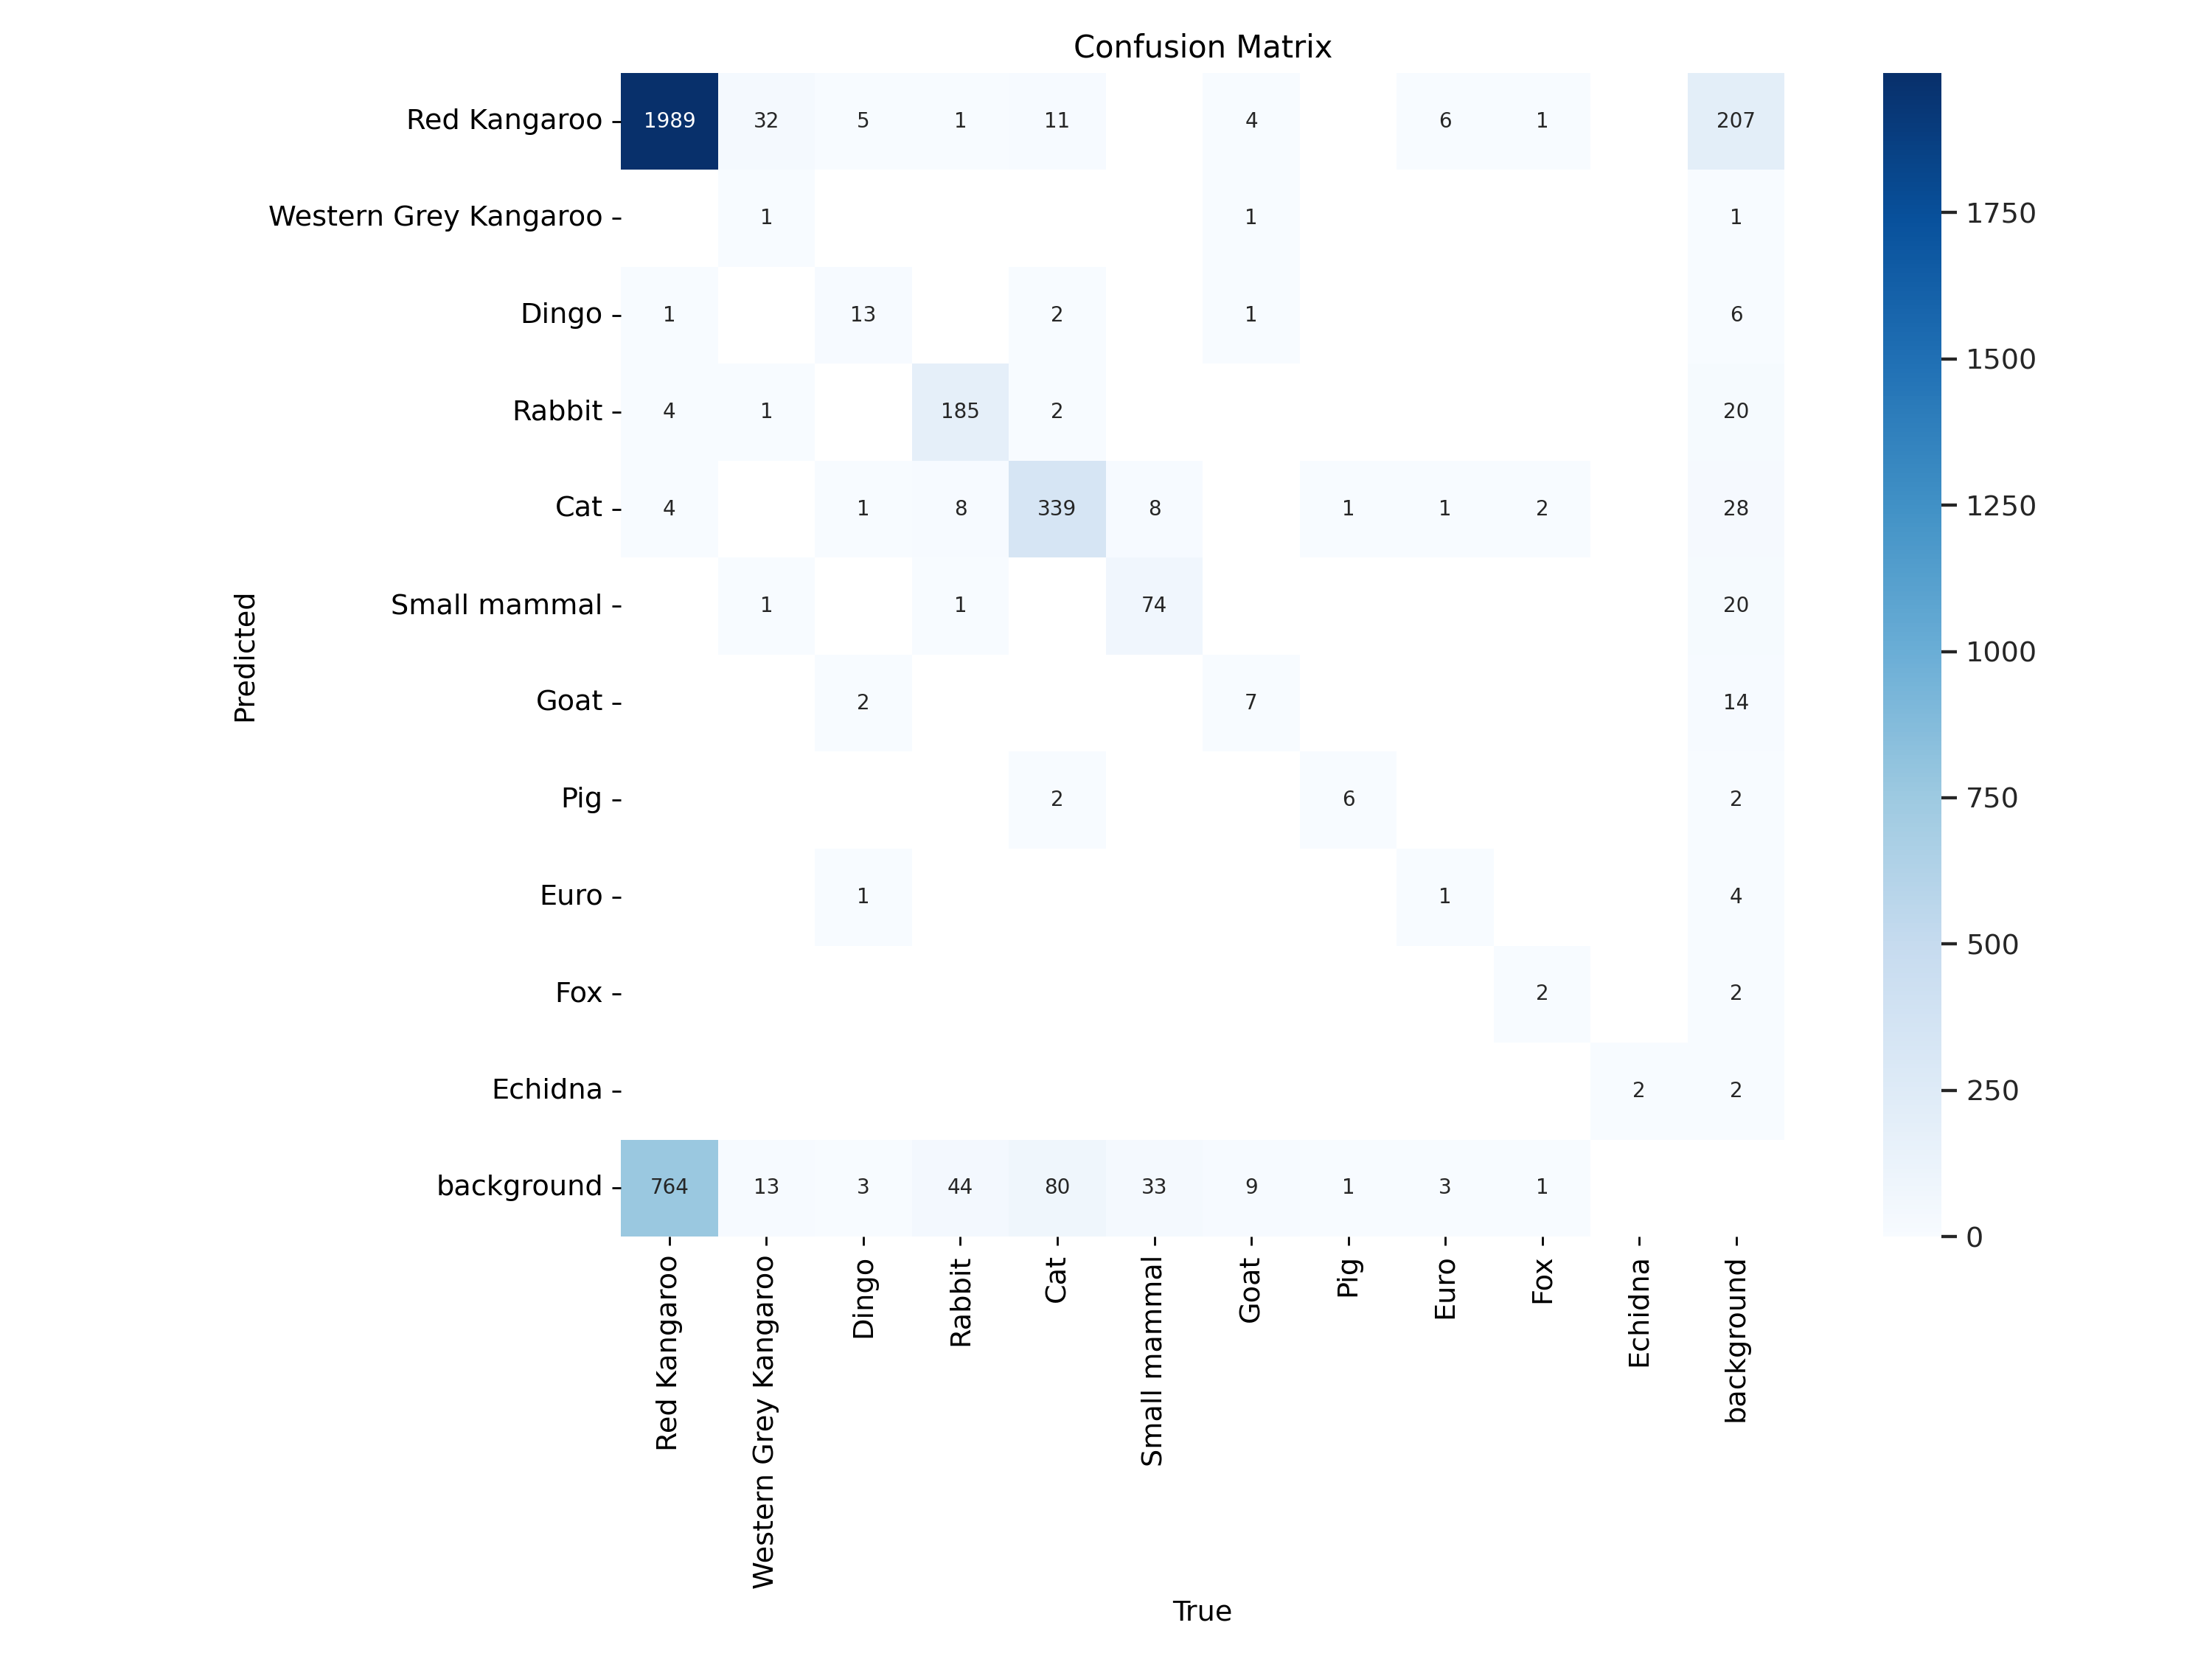 Confusion Matrix
Red Kangaroo 1989 32 5 1 11 4 6 1 207
Western Grey Kangaroo 1 1 1
Dingo 1 13 2 1 6
Rabbit 4 1 185 2 20
Cat 4 1 8 339 8 1 1 2 28
Small mammal 1 1 74 20
Goat 2 7 14
Pig 2 6 2
Euro 1 1 4
Fox 2 2
Echidna 2 2
background 764 13 3 44 80 33 9 1 3 1
Predicted
Red Kangaroo
Western Grey Kangaroo
Dingo
Rabbit
Cat
Small mammal
Goat
Pig
Euro
Fox
Echidna
background
True
1750
1500
1250
1000
750
500
250
0